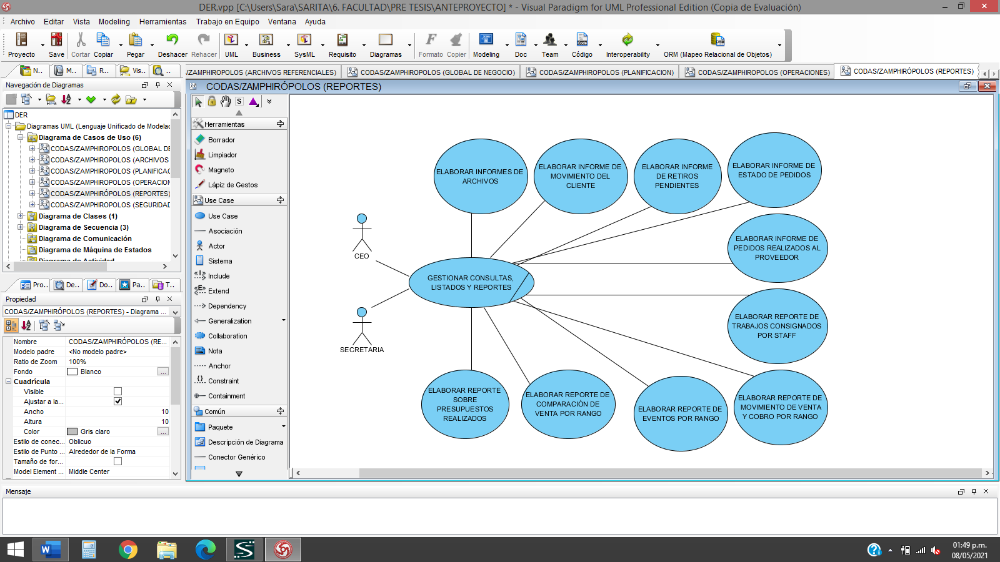 DER.vpp [C:\Users\Sara\SARITA\6. FACULTAD\PRE TESIS\ANTEPROYECTO] * - Visual Paradigm for UML Professional Edition (Copia de Evaluación)
Archivo Editar Vista Modeling Herramientas Trabajo en Equipo Ventana Ayuda
Proyecto Save Cortar Copiar Pegar Deshacer Rehacer UML Business SysML Requisito Diagramas Formato Copier Modeling Doc Team Código Interoperability ORM (Mapeo Relacional de Objetos)
N.. M.. R.. Vis.. ..
/ZAMPHIROPOLOS (ARCHIVOS REFERENCIALES) CODAS/ZAMPHIROPOLOS (GLOBAL DE NEGOCIO) CODAS/ZAMPHIROPOLOS (PLANIFICACION) CODAS/ZAMPHIROPOLOS (OPERACIONES) CODAS/ZAMPHIRÓPOLOS (REPORTES)
Navegación de Diagramas
DER
Diagramas UML (Lenguaje Unificado de Modelac
Diagrama de Casos de Uso (6)
CODAS/ZAMPHIROPOLOS (GLOBAL DE
CODAS/ZAMPHIROPOLOS (ARCHIVOS
CODAS/ZAMPHIROPOLOS (PLANIFICAC
CODAS/ZAMPHIROPOLOS (OPERACION
CODAS/ZAMPHIRÓPOLOS (REPORTES)
CODAS/ZAMPHIROPOLOS (SEGURIDAD
Diagrama de Clases (1)
Diagrama de Secuencia (3)
Diagrama de Comunicación
Diagrama de Máquina de Estados
Diagrama de Actividad
Pro.. De.. Do.. Pa.. T..
Propiedad
CODAS/ZAMPHIRÓPOLOS (REPORTES) - Diagrama ...
Nombre CODAS/ZAMPHIRÓPOLOS (RE...
Modelo padre <No modelo padre>
Ratio de Zoom 100%
Fondo Blanco ...
Cuadrícula
Visible
Ajustar a la...
Ancho 10
Altura 10
Color Gris claro ...
Estilo de conec... Oblicuo
Estilo de Punto ... Alrededor de la Forma
Tamaño de for...
Model Element ... Middle Center
CODAS/ZAMPHIRÓPOLOS (REPORTES)
S
Herramientas
Borrador
Limpiador
Magneto
Lápiz de Gestos
Use Case
Use Case
Asociación
Actor
Sistema
Include
Extend
Dependency
Generalization
Collaboration
Nota
Anchor
Constraint
Containment
Común
Paquete
Descripción de Diagrama
Conector Genérico
ELABORAR INFORMES DE
ARCHIVOS
ELABORAR INFORME DE
MOVIMIENTO DEL
CLIENTE
ELABORAR INFORME
DE RETIROS
PENDIENTES
ELABORAR INFORME DE
ESTADO DE PEDIDOS
CEO
ELABORAR INFORME DE
PEDIDOS REALIZADOS AL
PROVEEDOR
GESTIONAR CONSULTAS,
LISTADOS Y REPORTES
SECRETARIA
ELABORAR REPORTE DE
TRABAJOS CONSIGNADOS
POR STAFF
ELABORAR REPORTE
SOBRE
PRESUPUESTOS
REALIZADOS
ELABORAR REPORTE DE
COMPARACIÓN DE
VENTA POR RANGO
ELABORAR REPORTE DE
EVENTOS POR RANGO
ELABORAR REPORTE DE
MOVIMIENTO DE VENTA
Y COBRO POR RANGO
Mensaje
01:49 p.m.
08/05/2021